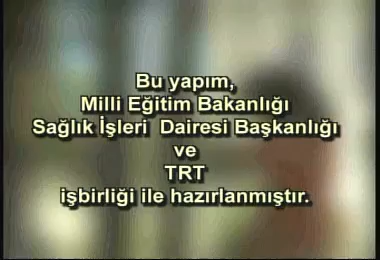 Bu yapım,
Milli Eğitim Bakanlığı
Sağlık İşleri Dairesi Başkanlığı
ve
TRT
işbirliği ile hazırlanmıştır.